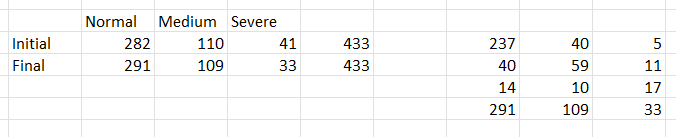 Normal Medium Severe
Initial 282 110 41 433 237 40 5
Final 291 109 33 433 40 59 11
14 10 17
291 109 33